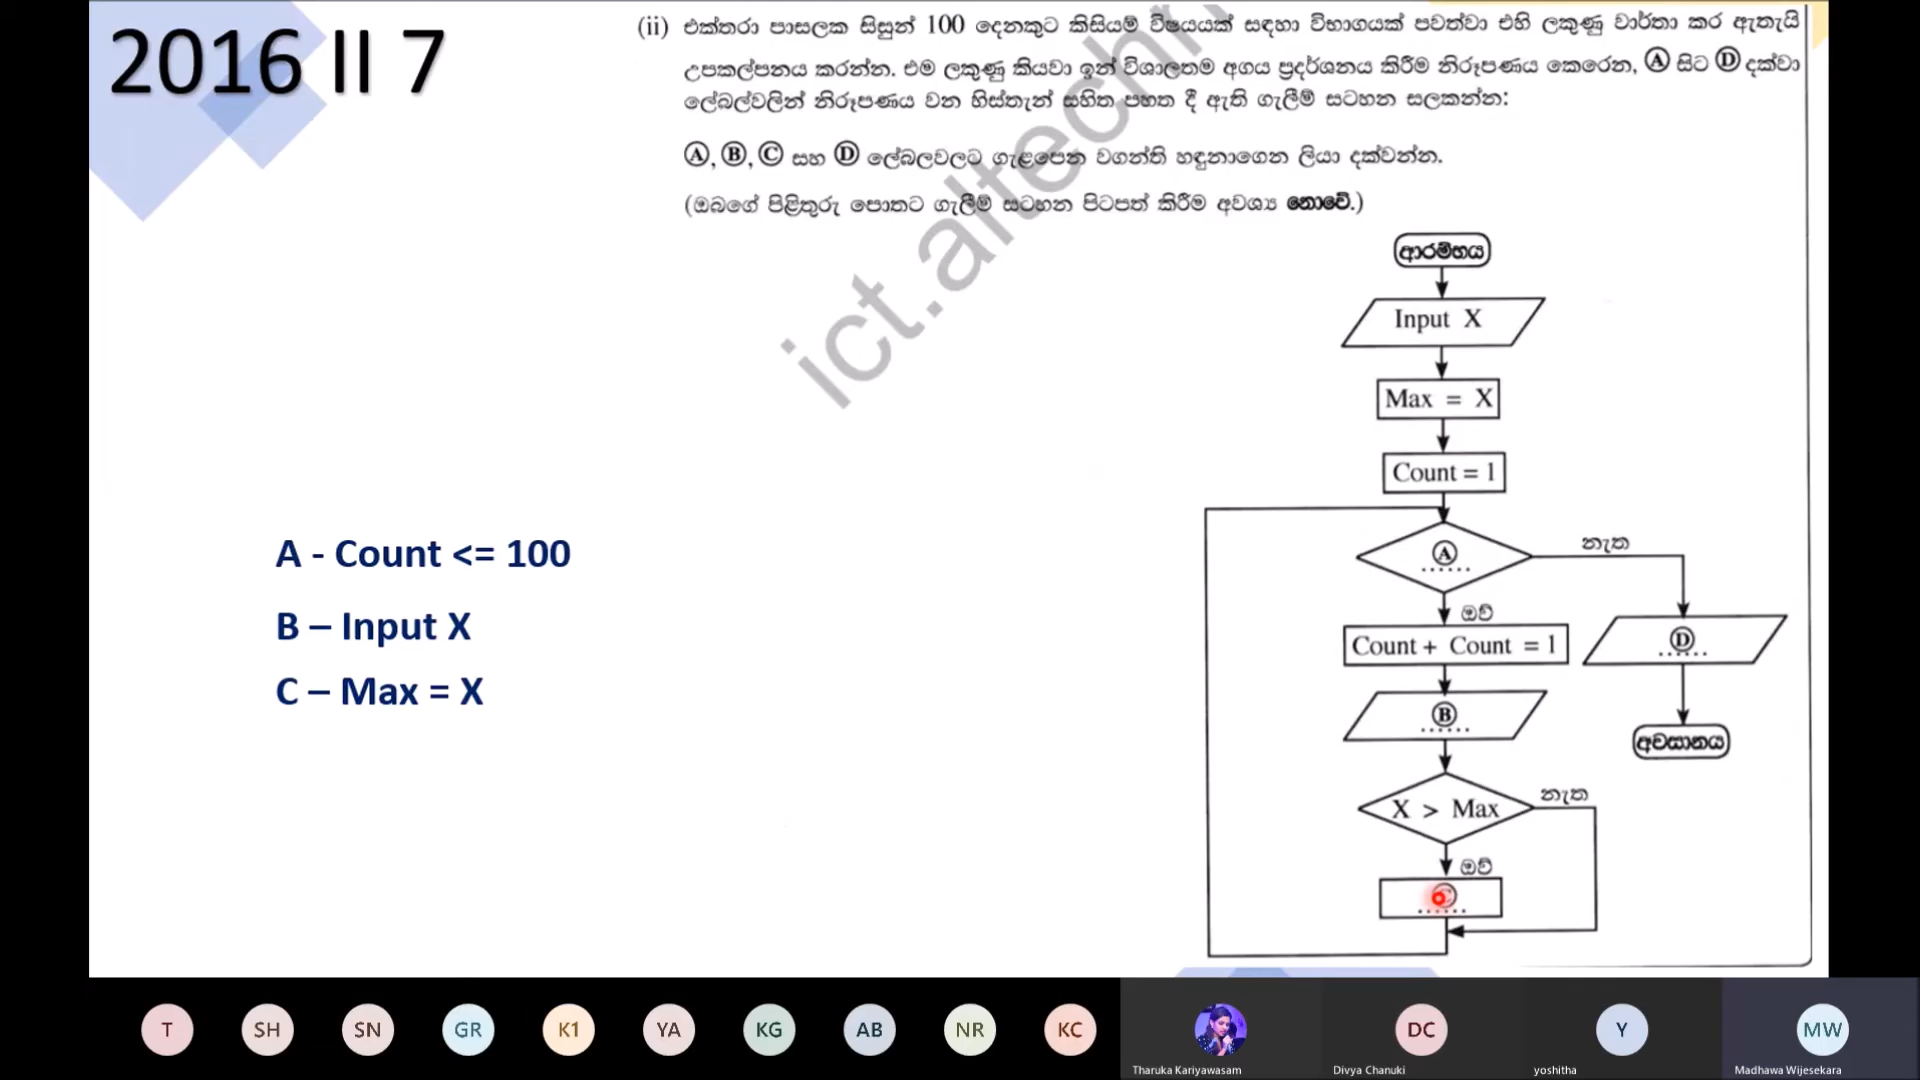 2016 II 7
(ii) එක්තරා පාසලක සිසුන් 100 දෙනකුට කිසියම් විෂයයක් සඳහා විභාගයක් පවත්වා එහි ලකුණු වාර්තා කර ඇතැයි
උපකල්පනය කරන්න. එම ලකුණු කියවා ඉන් විශාලතම අගය ප්‍රදර්ශනය කිරීම නිරූපණය කෙරෙන, Ⓐ සිට Ⓓ දක්වා
ලේබල්වලින් නිරූපණය වන හිස්තැන් සහිත පහත දී ඇති ගැලීම් සටහන සලකන්න:
Ⓐ, Ⓑ, Ⓒ සහ Ⓓ ලේබලවලට ගැළපෙන වගන්ති හඳුනාගෙන ලියා දක්වන්න.
(ඔබගේ පිළිතුරු පොතට ගැලීම් සටහන පිටපත් කිරීම අවශ්‍ය නොවේ.)
ict.altech
ආරම්භය
Input X
Max = X
Count = 1
Ⓐ
......
නැත
ඔව්
Count + Count = 1
Ⓓ
......
Ⓑ
......
අවසානය
X > Max
නැත
ඔව්
A - Count <= 100
B – Input X
C – Max = X
T SH SN GR K1 YA KG AB NR KC DC Y MW
Tharuka Kariyawasam Divya Chanuki yoshitha Madhawa Wijesekara